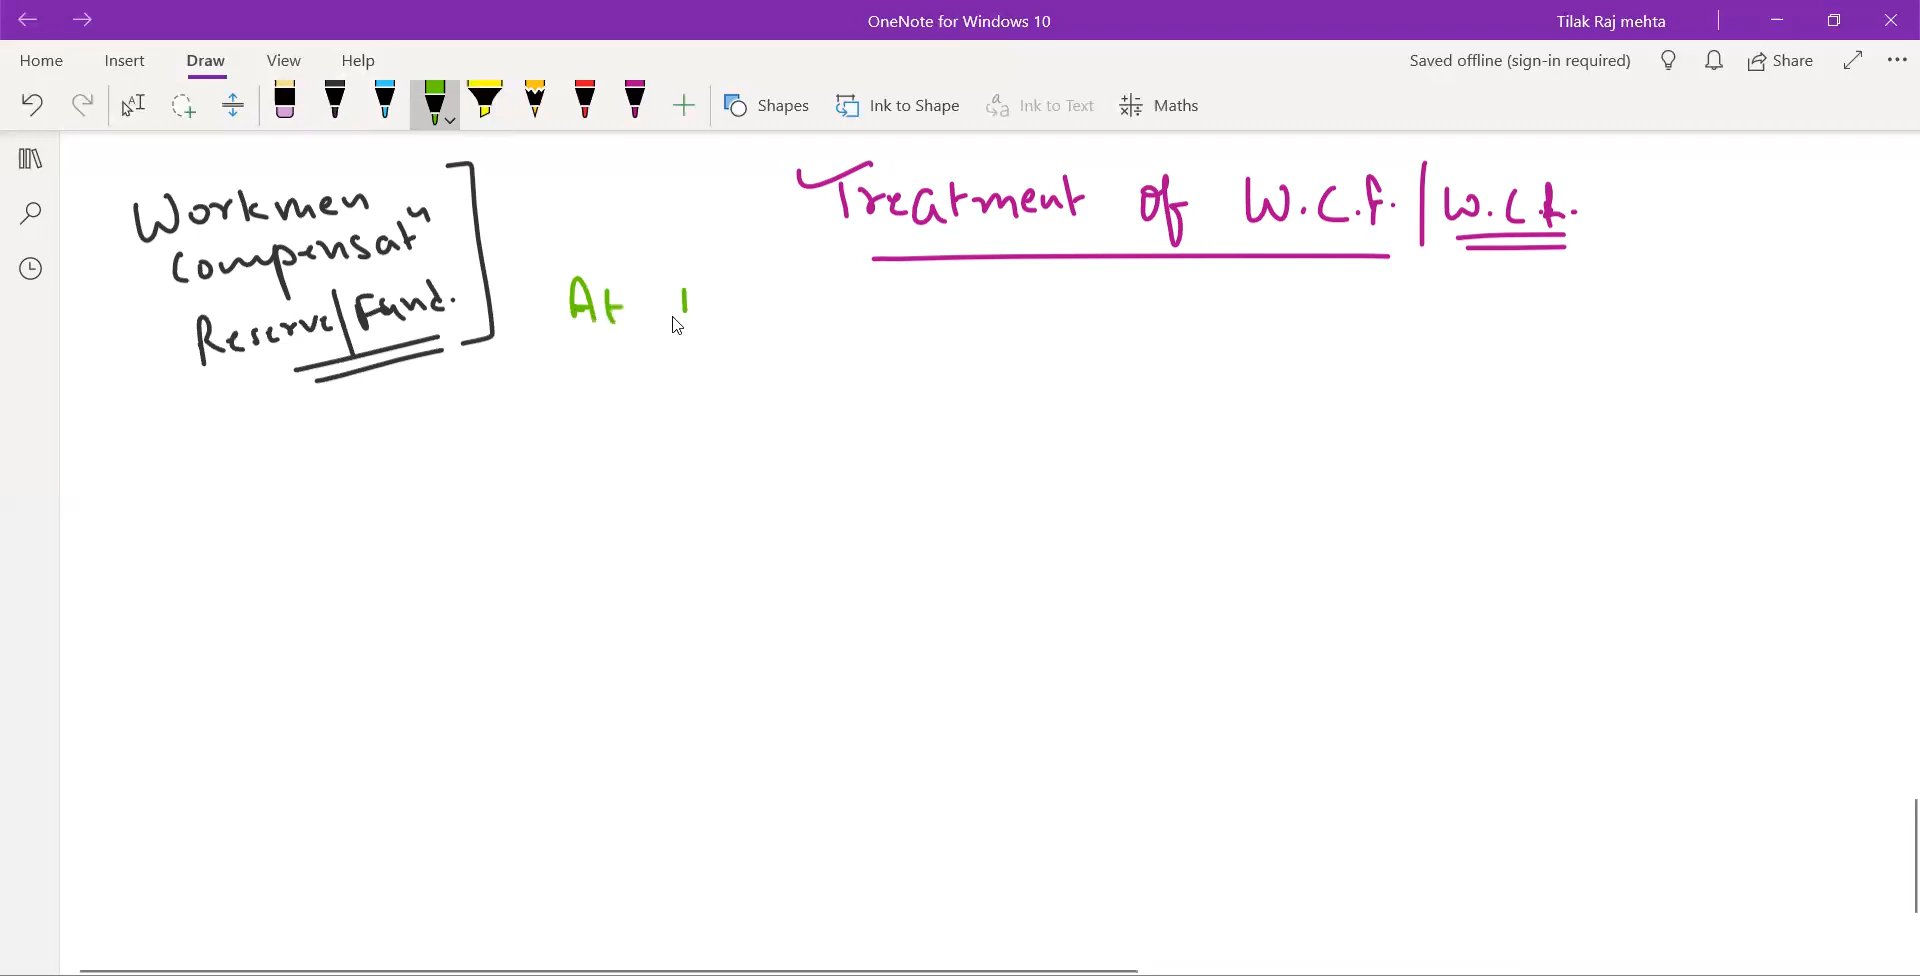 OneNote for Windows 10
Tilak Raj mehta
Home Insert Draw View Help
Saved offline (sign-in required) Share
Shapes Ink to Shape Ink to Text Maths
Treatment of W.C.F. | W.C.R.
Workmen
Compensatn
Reserve/Fund.
At